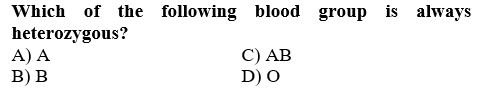 Which of the following blood group is always
heterozygous?
A) A C) AB
B) B D) O